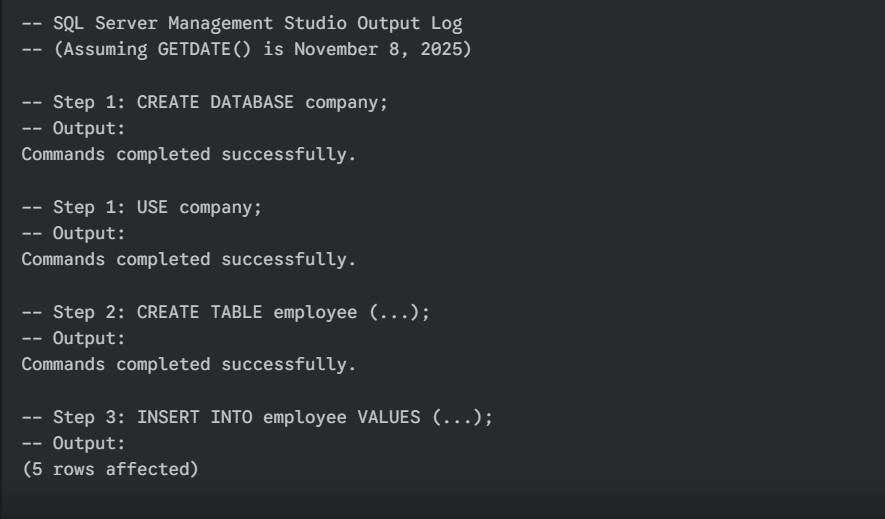 -- SQL Server Management Studio Output Log
-- (Assuming GETDATE() is November 8, 2025)
-- Step 1: CREATE DATABASE company;
-- Output:
Commands completed successfully.
-- Step 1: USE company;
-- Output:
Commands completed successfully.
-- Step 2: CREATE TABLE employee (...);
-- Output:
Commands completed successfully.
-- Step 3: INSERT INTO employee VALUES (...);
-- Output:
(5 rows affected)